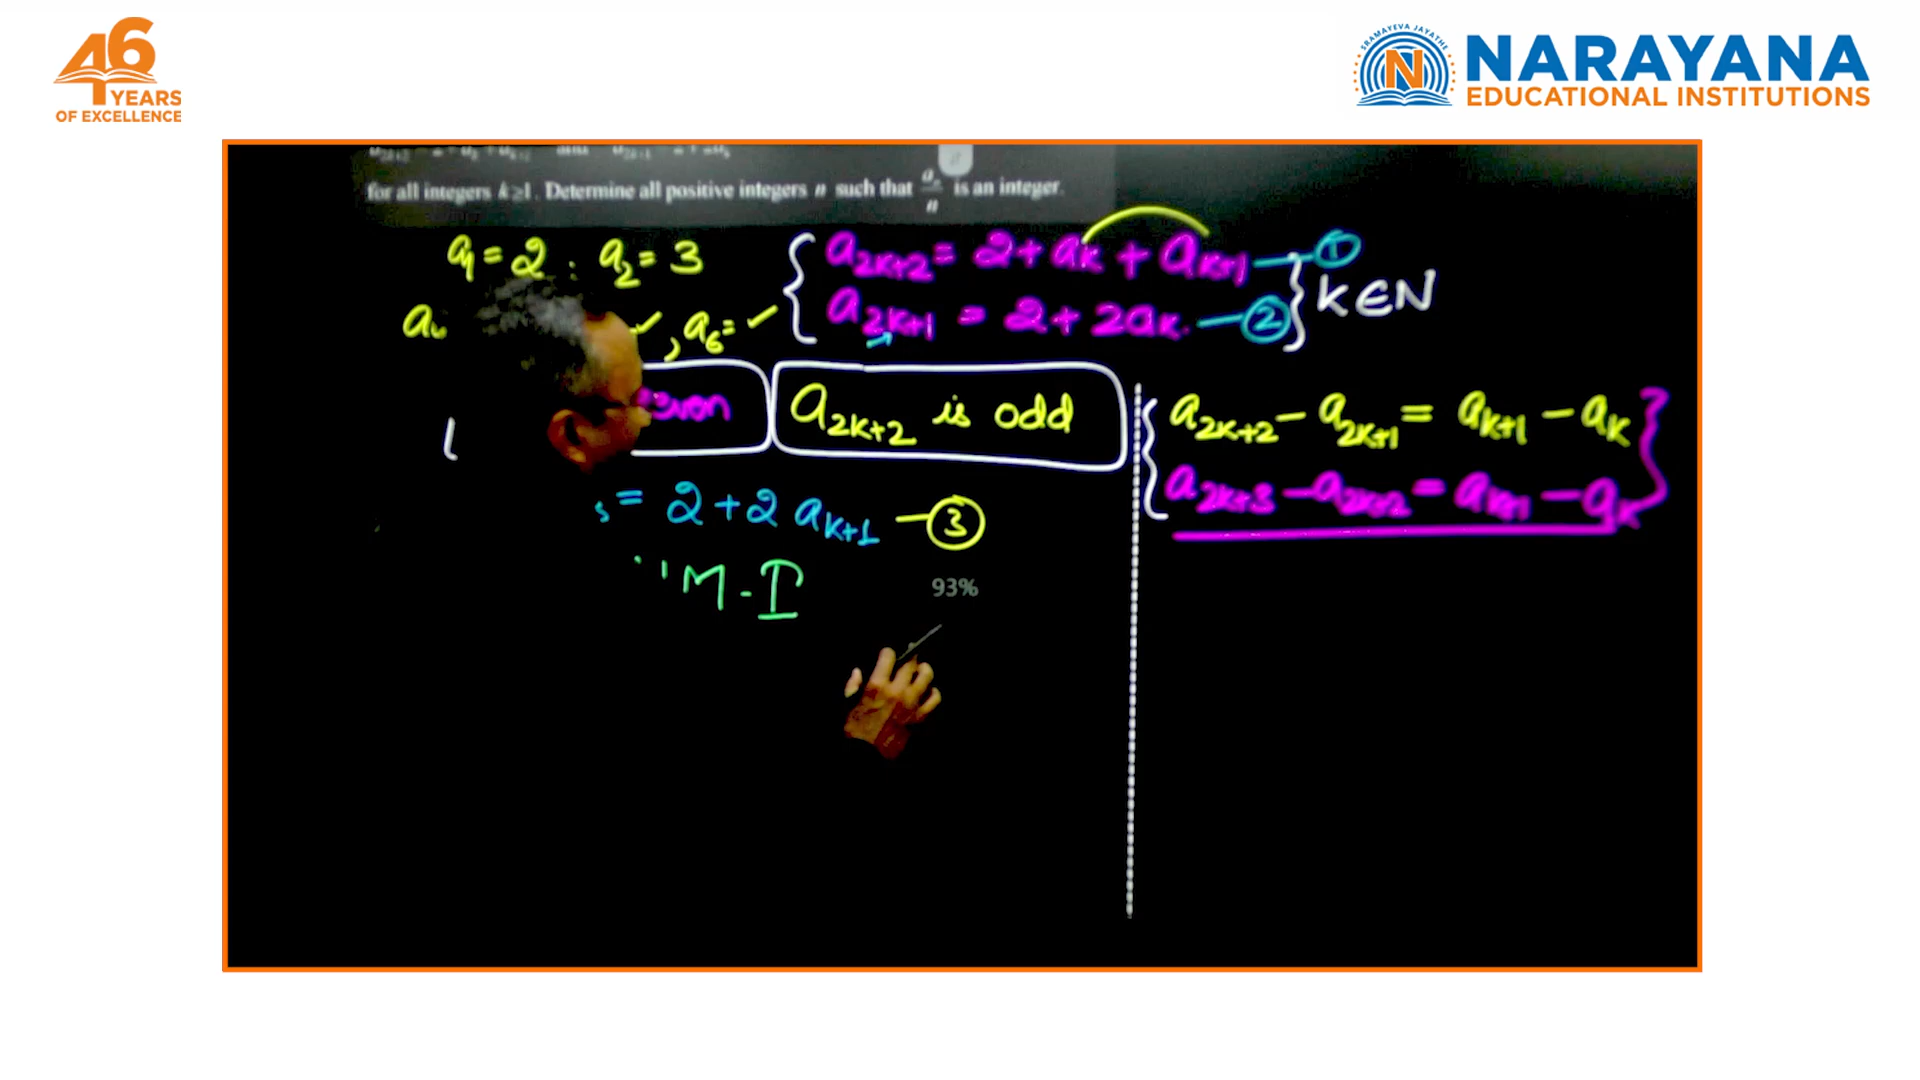 46
YEARS
OF EXCELLENCE
SRAMAYEVA JAYATHE
N
NARAYANA
EDUCATIONAL INSTITUTIONS
for all integers k≥1. Determine all positive integers n such that aₙ/n is an integer.
a₁ = 2 : a₂ = 3
a₂ₖ₊₂ = 2 + aₖ + aₖ₊₁ — ①
a₂ₖ₊₁ = 2 + 2aₖ — ②
k ∈ N
✓, a₆ = ✓
even
a₂ₖ₊₂ is odd
a₂ₖ₊₂ - a₂ₖ₊₁ = aₖ₊₁ - aₖ
a₂ₖ₊₃ - a₂ₖ₊₂ = aₖ₊₁ - aₖ
= 2 + 2 aₖ₊₁ — ③
M - I
93%